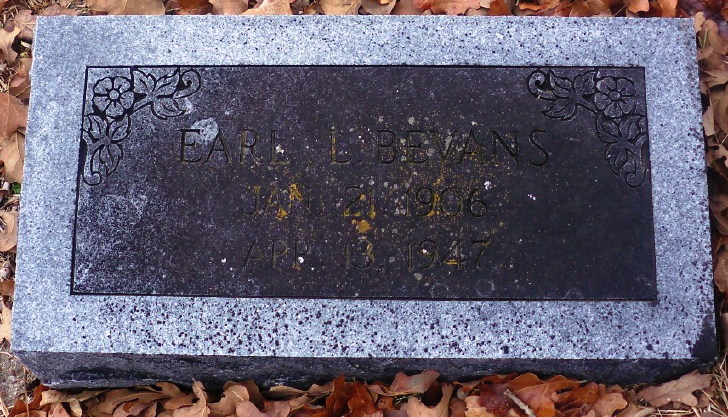 EARL L. BEVANS
JAN. 21, 1906
APR. 13, 1947